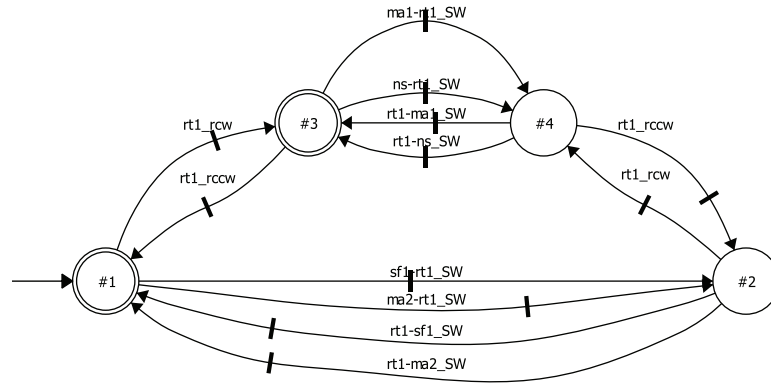 ma1-rt1_SW
ns-rt1_SW
rt1-ma1_SW
rt1_rcw
#3
#4
rt1_rccw
rt1-ns_SW
rt1_rccw
rt1_rcw
sf1-rt1_SW
#1
#2
ma2-rt1_SW
rt1-sf1_SW
rt1-ma2_SW